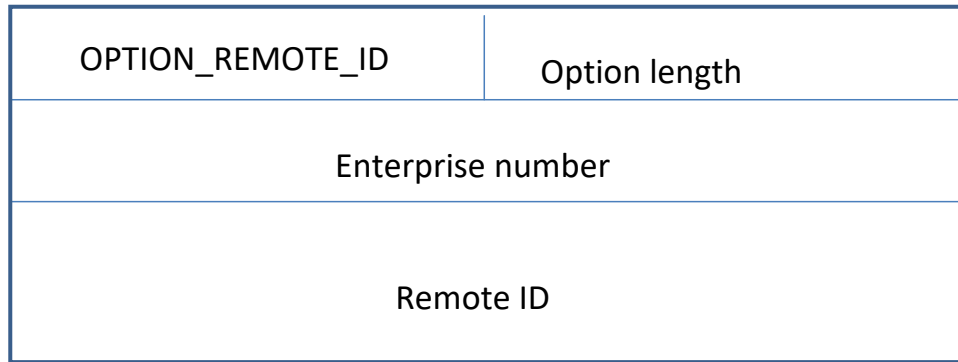 OPTION_REMOTE_ID
Option length
Enterprise number
Remote ID